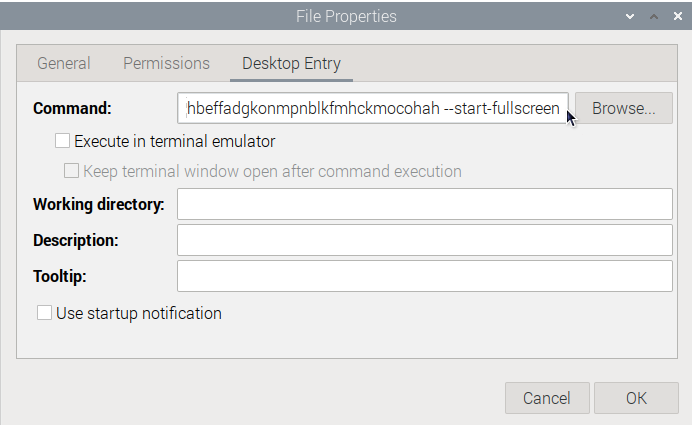 File Properties
General Permissions Desktop Entry
Command: hbeffadgkonmpnblkfmhckmocohah --start-fullscreen Browse...
Execute in terminal emulator
Keep terminal window open after command execution
Working directory:
Description:
Tooltip:
Use startup notification
Cancel OK